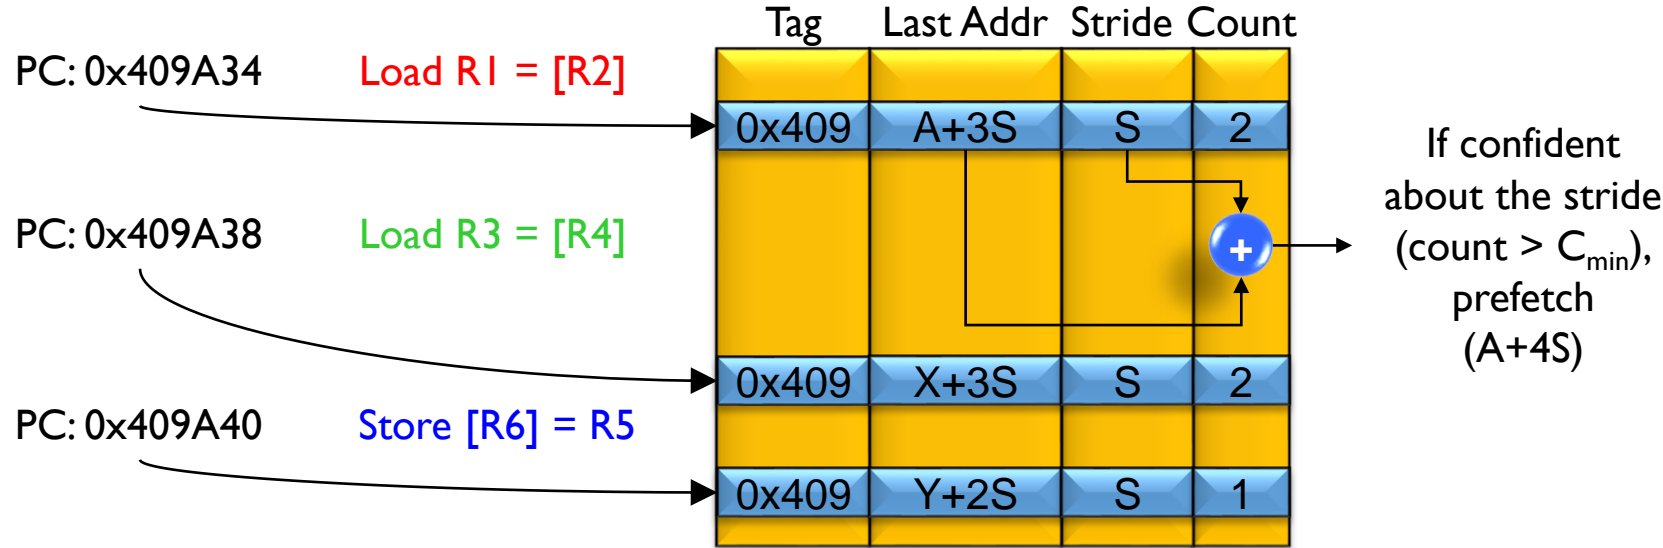 Tag Last Addr Stride Count
PC: 0x409A34 Load R1 = [R2]
0x409 A+3S S 2
If confident
about the stride
(count > Cmin),
prefetch
(A+4S)
PC: 0x409A38 Load R3 = [R4]
+
0x409 X+3S S 2
PC: 0x409A40 Store [R6] = R5
0x409 Y+2S S 1